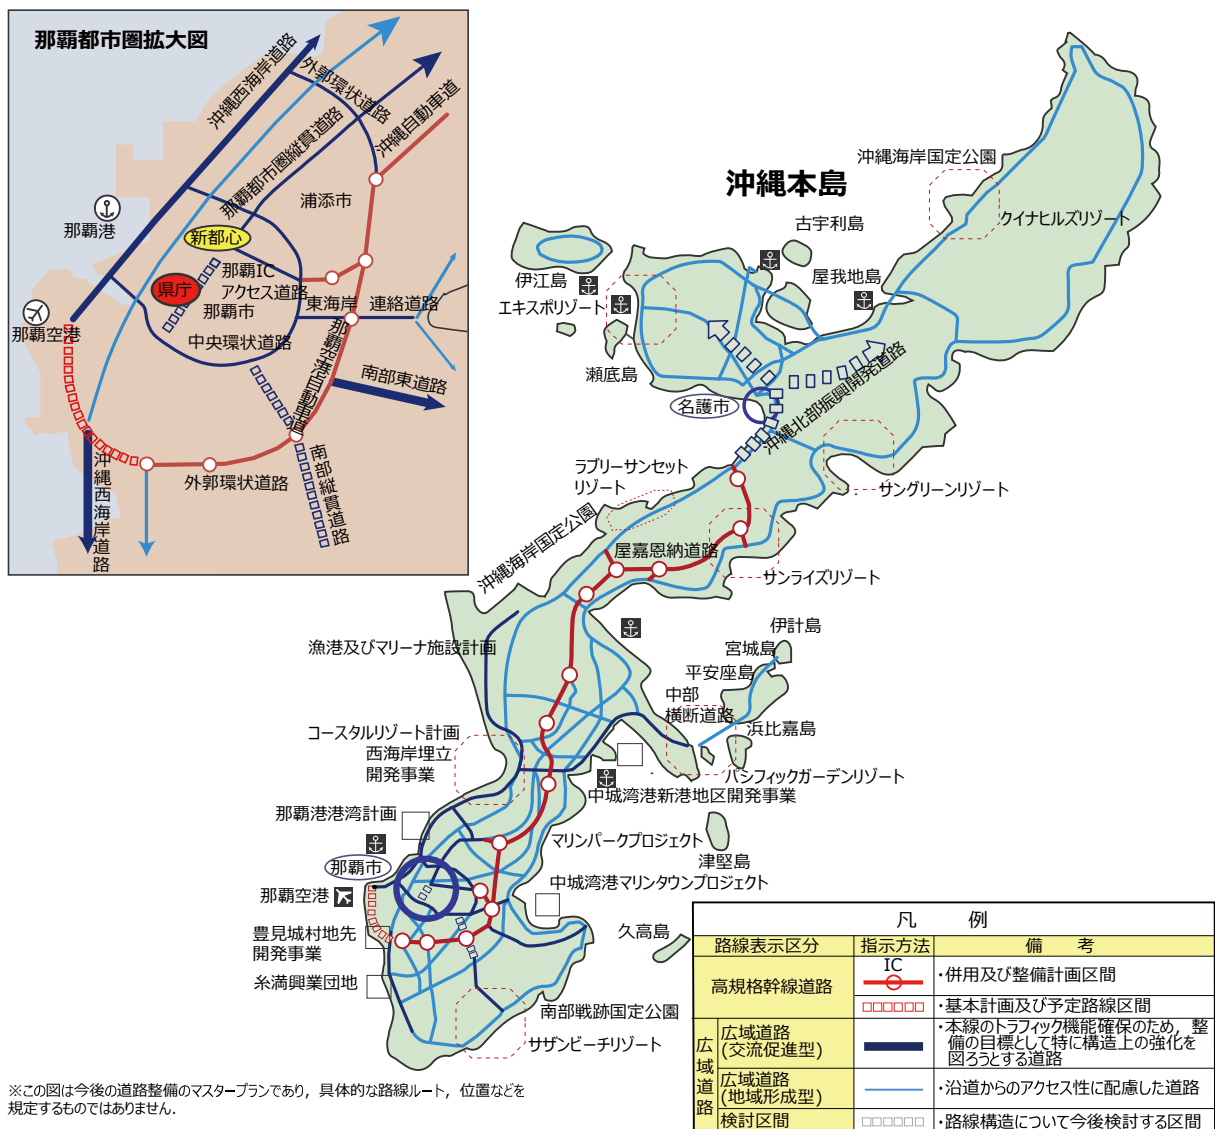 那覇都市圏拡大図
沖縄西海岸道路
外郭環状道路
沖縄自動車道
那覇都市圏縦貫道路
浦添市
那覇港
新都心
那覇IC
アクセス道路
県庁
那覇市
東海岸 連絡道路
那覇空港
中央環状道路
那覇空港自動車道
南部東道路
沖縄西海岸道路
外郭環状道路
南部縦貫道路
沖縄本島
沖縄海岸国定公園
クイナヒルズリゾート
古宇利島
屋我地島
伊江島
エキスポリゾート
瀬底島
名護市
沖縄北部振興開発道路
ラブリーサンセット
リゾート
サングリーンリゾート
沖縄海岸国定公園
屋嘉恩納道路
サンライズリゾート
伊計島
宮城島
平安座島
漁港及びマリーナ施設計画
中部
横断道路
浜比嘉島
コースタルリゾート計画
西海岸埋立
開発事業
パシフィックガーデンリゾート
中城湾港新港地区開発事業
那覇港港湾計画
マリンパークプロジェクト
津堅島
那覇市
中城湾港マリンタウンプロジェクト
那覇空港
久高島
豊見城村地先
開発事業
糸満興業団地
南部戦跡国定公園
サザンビーチリゾート
凡 例
路線表示区分 指示方法 備 考
高規格幹線道路 IC ・併用及び整備計画区間
・基本計画及び予定路線区間
広域道路
広域道路
(交流促進型)
・本線のトラフィック機能確保のため，整
備の目標として特に構造上の強化を
図ろうとする道路
広域道路
(地域形成型)
・沿道からのアクセス性に配慮した道路
検討区間 ・路線構造について今後検討する区間
※この図は今後の道路整備のマスタープランであり，具体的な路線ルート，位置などを
規定するものではありません．